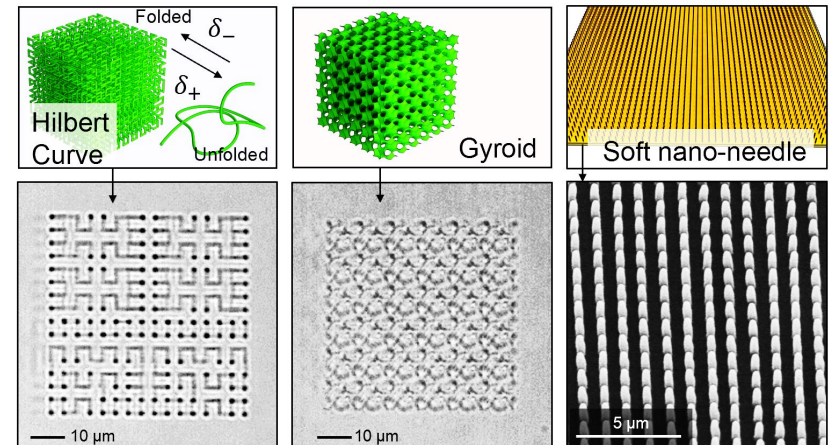 Folded
δ−
δ+
Hilbert
Curve
Unfolded
Gyroid
Soft nano-needle
10 μm
10 μm
5 μm